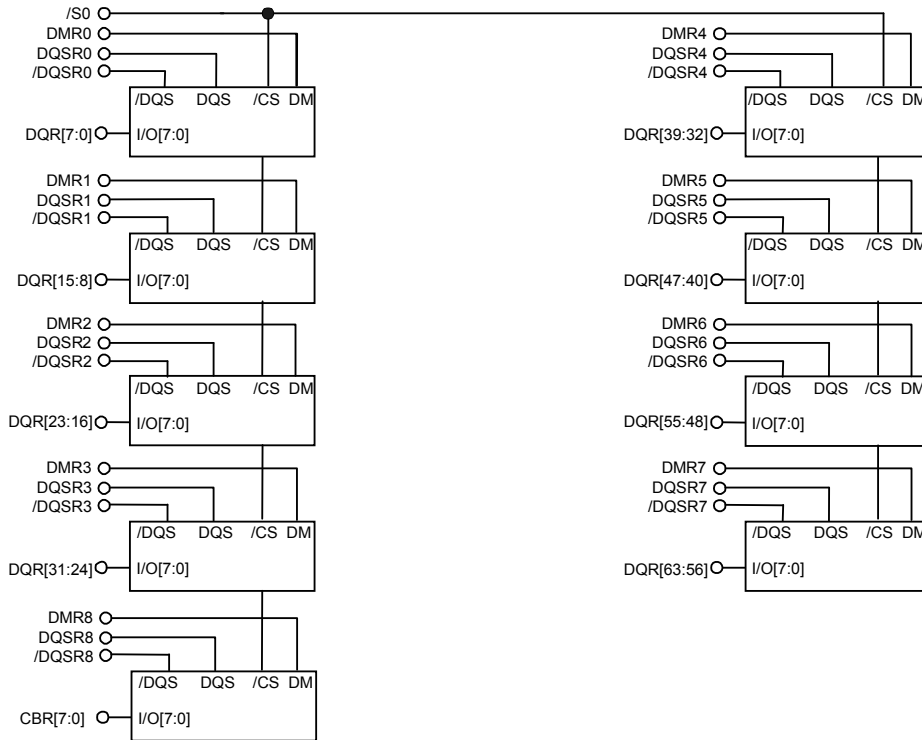 /S0
DMR0
DQSR0
/DQSR0
/DQS DQS /CS DM
DQR[7:0] I/O[7:0]
DMR1
DQSR1
/DQSR1
/DQS DQS /CS DM
DQR[15:8] I/O[7:0]
DMR2
DQSR2
/DQSR2
/DQS DQS /CS DM
DQR[23:16] I/O[7:0]
DMR3
DQSR3
/DQSR3
/DQS DQS /CS DM
DQR[31:24] I/O[7:0]
DMR8
DQSR8
/DQSR8
/DQS DQS /CS DM
CBR[7:0] I/O[7:0]
DMR4
DQSR4
/DQSR4
/DQS DQS /CS DM
DQR[39:32] I/O[7:0]
DMR5
DQSR5
/DQSR5
/DQS DQS /CS DM
DQR[47:40] I/O[7:0]
DMR6
DQSR6
/DQSR6
/DQS DQS /CS DM
DQR[55:48] I/O[7:0]
DMR7
DQSR7
/DQSR7
/DQS DQS /CS DM
DQR[63:56] I/O[7:0]